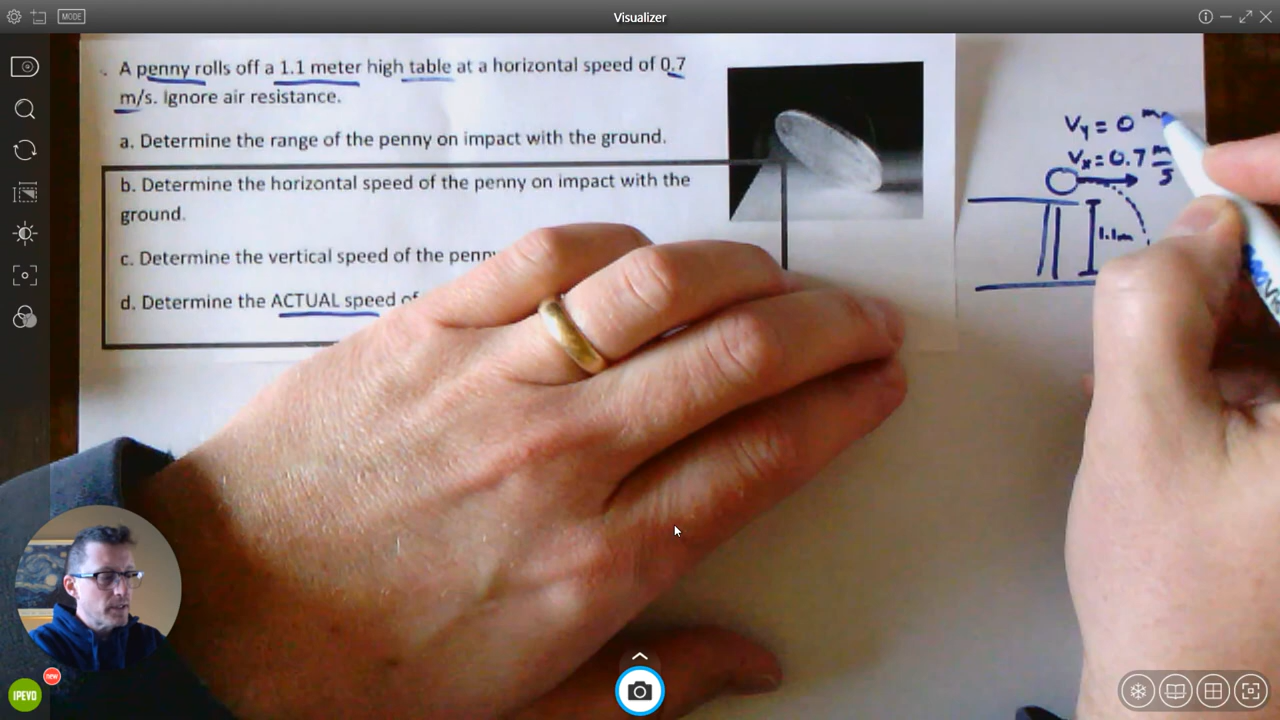 MODE
Visualizer
A penny rolls off a 1.1 meter high table at a horizontal speed of 0.7
m/s. Ignore air resistance.
a. Determine the range of the penny on impact with the ground.
b. Determine the horizontal speed of the penny on impact with the
ground.
c. Determine the vertical speed of the penn
d. Determine the ACTUAL speed of
Vy = 0 m
Vx = 0.7 m/s
1.1m
new
IPEVO